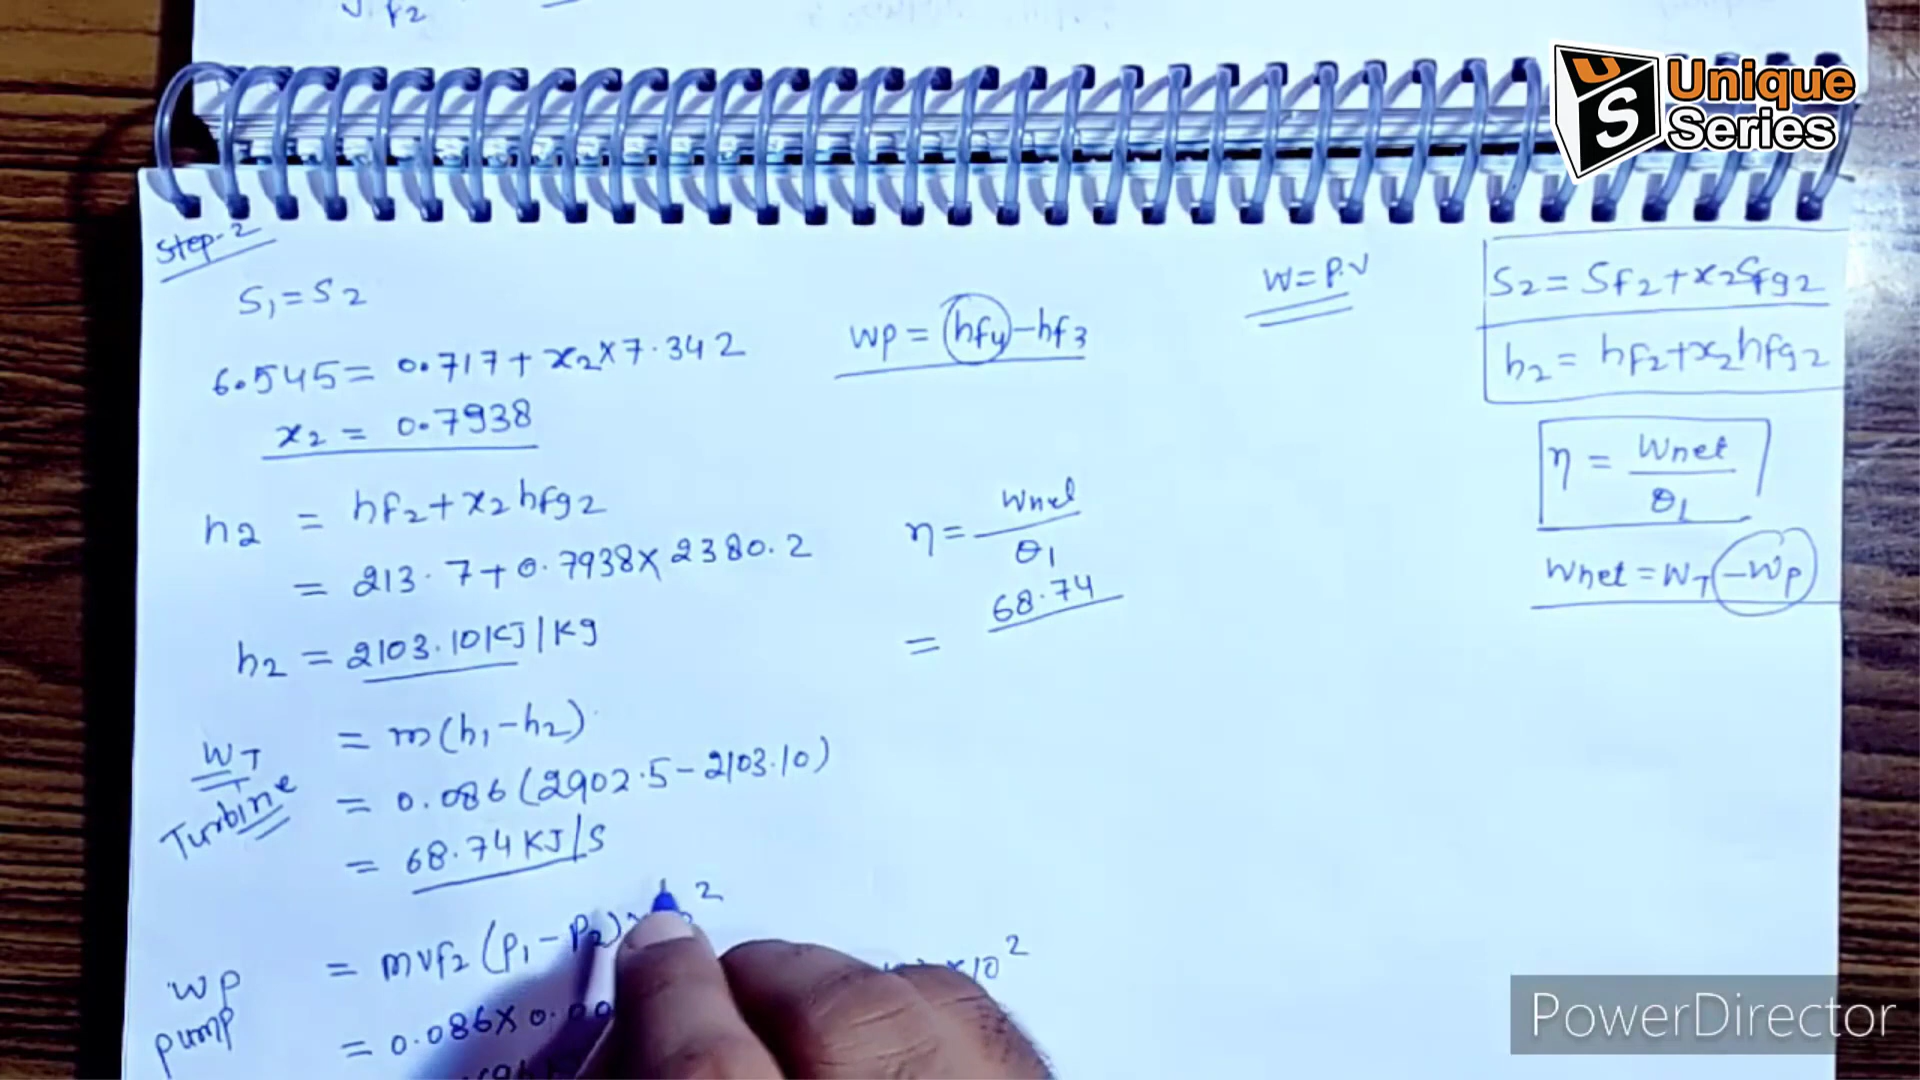 Unique
Series
US
Step-2
S1 = S2
6.545 = 0.717 + x2 × 7.342
x2 = 0.7938
h2 = hf2 + x2 hfg2
= 213.7 + 0.7938 × 2380.2
h2 = 2103.10 KJ/Kg
WT = m(h1 - h2)
Turbine = 0.086 (2902.5 - 2103.10)
= 68.74 KJ/S
WP = mvf2 (P1 - P2)
pump = 0.086 ×
× 10²
WP = hf4 - hf3
η = Wnet / Q1
= 68.74
W = P.V
S2 = Sf2 + x2 Sfg2
h2 = hf2 + x2 hfg2
η = Wnet / Q1
Wnet = WT - WP
PowerDirector